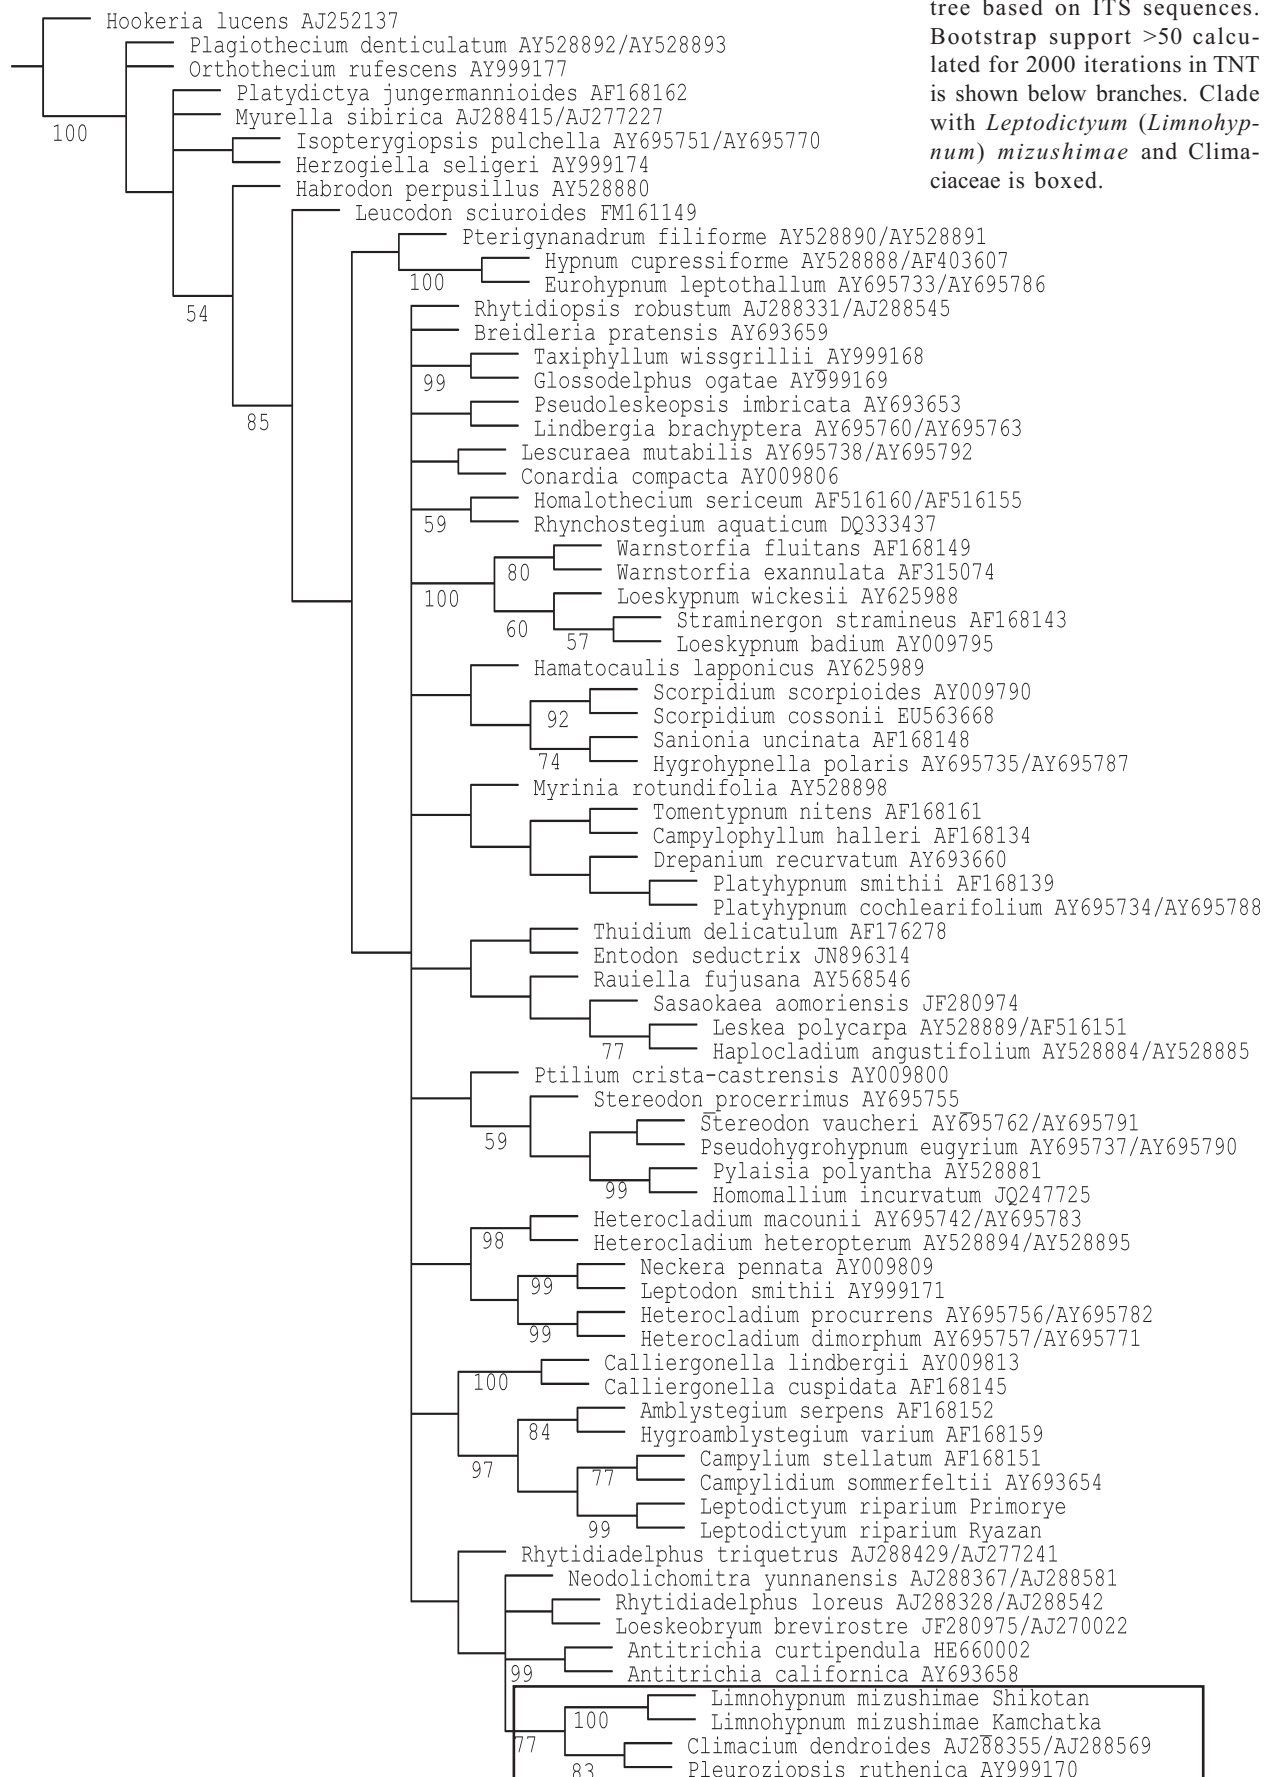 tree based on ITS sequences.
Bootstrap support >50 calcu-
lated for 2000 iterations in TNT
is shown below branches. Clade
with Leptodictyum (Limnohyp-
num) mizushimae and Clima-
ciaceae is boxed.
Hookeria lucens AJ252137
Plagiothecium denticulatum AY528892/AY528893
Orthothecium rufescens AY999177
Platydictya jungermannioides AF168162
Myurella sibirica AJ288415/AJ277227
100
Isopterygiopsis pulchella AY695751/AY695770
Herzogiella seligeri AY999174
Habrodon perpusillus AY528880
Leucodon sciuroides FM161149
Pterigynanadrum filiforme AY528890/AY528891
Hypnum cupressiforme AY528888/AF403607
100
Eurohypnum leptothallum AY695733/AY695786
Rhytidiopsis robustum AJ288331/AJ288545
54
Breidleria pratensis AY693659
Taxiphyllum wissgrillii_AY999168
99
Glossodelphus ogatae AY999169
Pseudoleskeopsis imbricata AY693653
85
Lindbergia brachyptera AY695760/AY695763
Lescuraea mutabilis AY695738/AY695792
Conardia compacta AY009806
Homalothecium sericeum AF516160/AF516155
59
Rhynchostegium aquaticum DQ333437
Warnstorfia fluitans AF168149
80
Warnstorfia exannulata AF315074
100
Loeskypnum wickesii AY625988
Straminergon stramineus AF168143
60
57
Loeskypnum badium AY009795
Hamatocaulis lapponicus AY625989
Scorpidium scorpioides AY009790
92
Scorpidium cossonii EU563668
Sanionia uncinata AF168148
74
Hygrohypnella polaris AY695735/AY695787
Myrinia rotundifolia AY528898
Tomentypnum nitens AF168161
Campylophyllum halleri AF168134
Drepanium recurvatum AY693660
Platyhypnum smithii AF168139
Platyhypnum cochlearifolium AY695734/AY695788
Thuidium delicatulum AF176278
Entodon seductrix JN896314
Rauiella fujusana AY568546
Sasaokaea aomoriensis JF280974
Leskea polycarpa AY528889/AF516151
77
Haplocladium angustifolium AY528884/AY528885
Ptilium crista-castrensis AY009800
Stereodon_procerrimus AY695755_
Stereodon vaucheri AY695762/AY695791
59
Pseudohygrohypnum eugyrium AY695737/AY695790
Pylaisia polyantha AY528881
99
Homomallium incurvatum JQ247725
Heterocladium macounii AY695742/AY695783
98
Heterocladium heteropterum AY528894/AY528895
Neckera pennata AY009809
99
Leptodon smithii AY999171
Heterocladium procurrens AY695756/AY695782
99
Heterocladium dimorphum AY695757/AY695771
Calliergonella lindbergii AY009813
100
Calliergonella cuspidata AF168145
Amblystegium serpens AF168152
84
Hygroamblystegium varium AF168159
Campylium stellatum AF168151
97
77
Campylidium sommerfeltii AY693654
Leptodictyum riparium Primorye
99
Leptodictyum riparium Ryazan
Rhytidiadelphus triquetrus AJ288429/AJ277241
Neodolichomitra yunnanensis AJ288367/AJ288581
Rhytidiadelphus loreus AJ288328/AJ288542
Loeskeobryum brevirostre JF280975/AJ270022
Antitrichia curtipendula HE660002
99
Antitrichia californica AY693658
Limnohypnum mizushimae Shikotan
100
Limnohypnum mizushimae_Kamchatka
77
Climacium dendroides AJ288355/AJ288569
83
Pleuroziopsis ruthenica AY999170